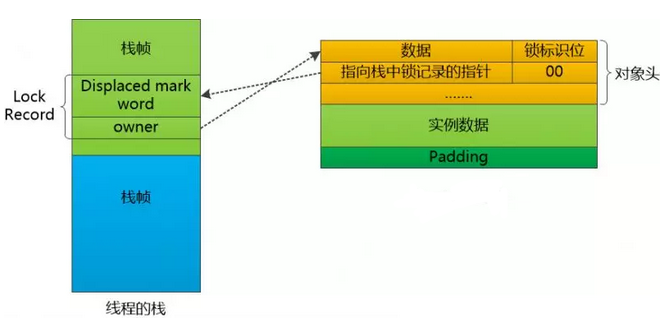 栈帧
Lock
Record
Displaced mark
word
owner
栈帧
线程的栈
数据
锁标识位
指向栈中锁记录的指针
00
.......
对象头
实例数据
Padding